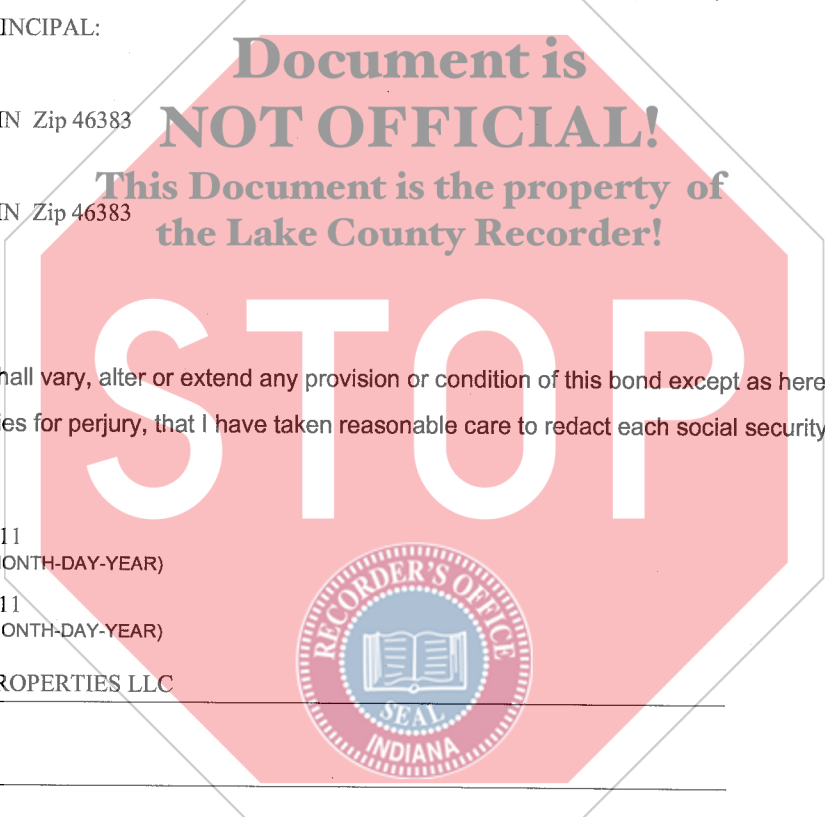 INCIPAL:
Document is
NOT OFFICIAL!
IN Zip 46383
This Document is the property of
IN Zip 46383
the Lake County Recorder!
STOP
hall vary, alter or extend any provision or condition of this bond except as here
ies for perjury, that I have taken reasonable care to redact each social security
11
ONTH-DAY-YEAR)
11
ONTH-DAY-YEAR)
ROPERTIES LLC
RECORDER'S OFFICE
SEAL
INDIANA